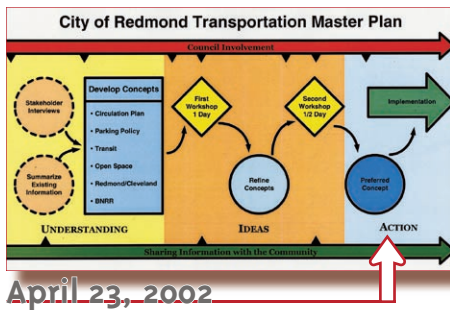 City of Redmond Transportation Master Plan
Council Involvement
Stakeholder
Interviews
Summarize
Existing
Information
Develop Concepts
• Circulation Plan
• Parking Policy
• Transit
• Open Space
• Redmond/Cleveland
• BNRR
First
Workshop
1 Day
Refine
Concepts
Second
Workshop
1/2 Day
Preferred
Concept
Implementation
UNDERSTANDING
IDEAS
ACTION
Sharing Information with the Community
April 23, 2002